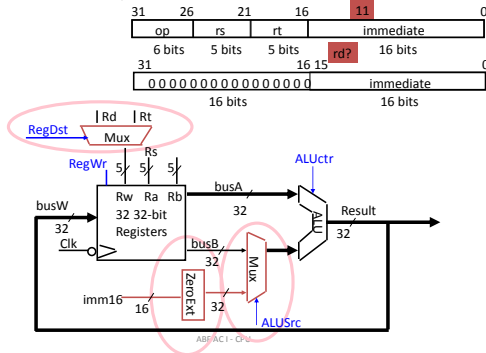 31 26 21 16 11 0
op rs rt immediate
6 bits 5 bits 5 bits rd? 16 bits
31 16 15 0
0 0 0 0 0 0 0 0 0 0 0 0 0 0 0 0 immediate
16 bits 16 bits
Rd Rt
RegDst
Mux
Rs
RegWr 5 5 5 ALUctr
busA
Rw Ra Rb
busW 32
32 32 32-bit
Registers
ALU
Result
32
Clk
busB
32
Mux
imm16
16
ZeroExt
32
ALUSrc